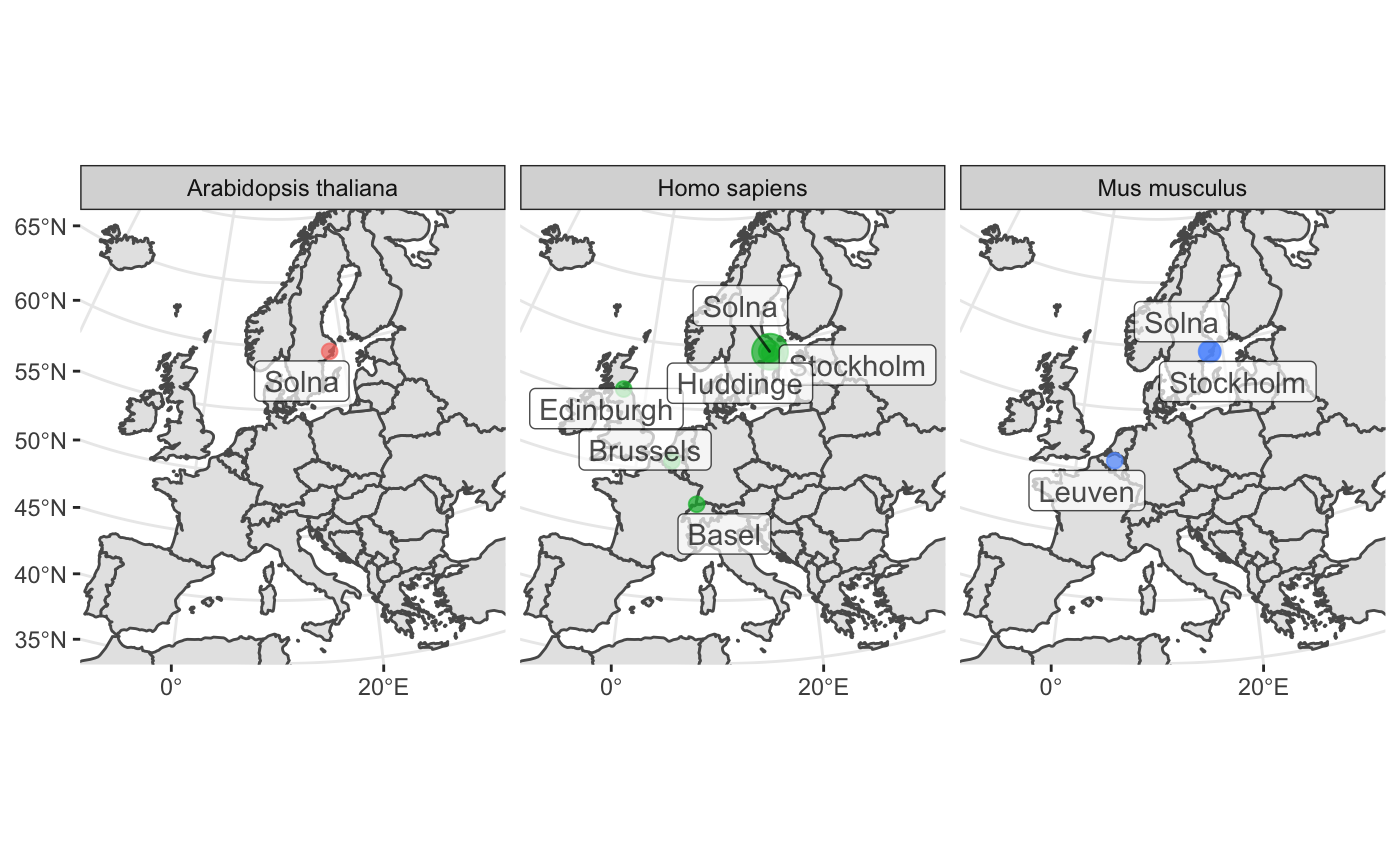 Arabidopsis thaliana
Homo sapiens
Mus musculus
65°N
60°N
55°N
50°N
45°N
40°N
35°N
Solna
Solna
Stockholm
Huddinge
Edinburgh
Brussels
Basel
Solna
Stockholm
Leuven
0°
20°E
0°
20°E
0°
20°E